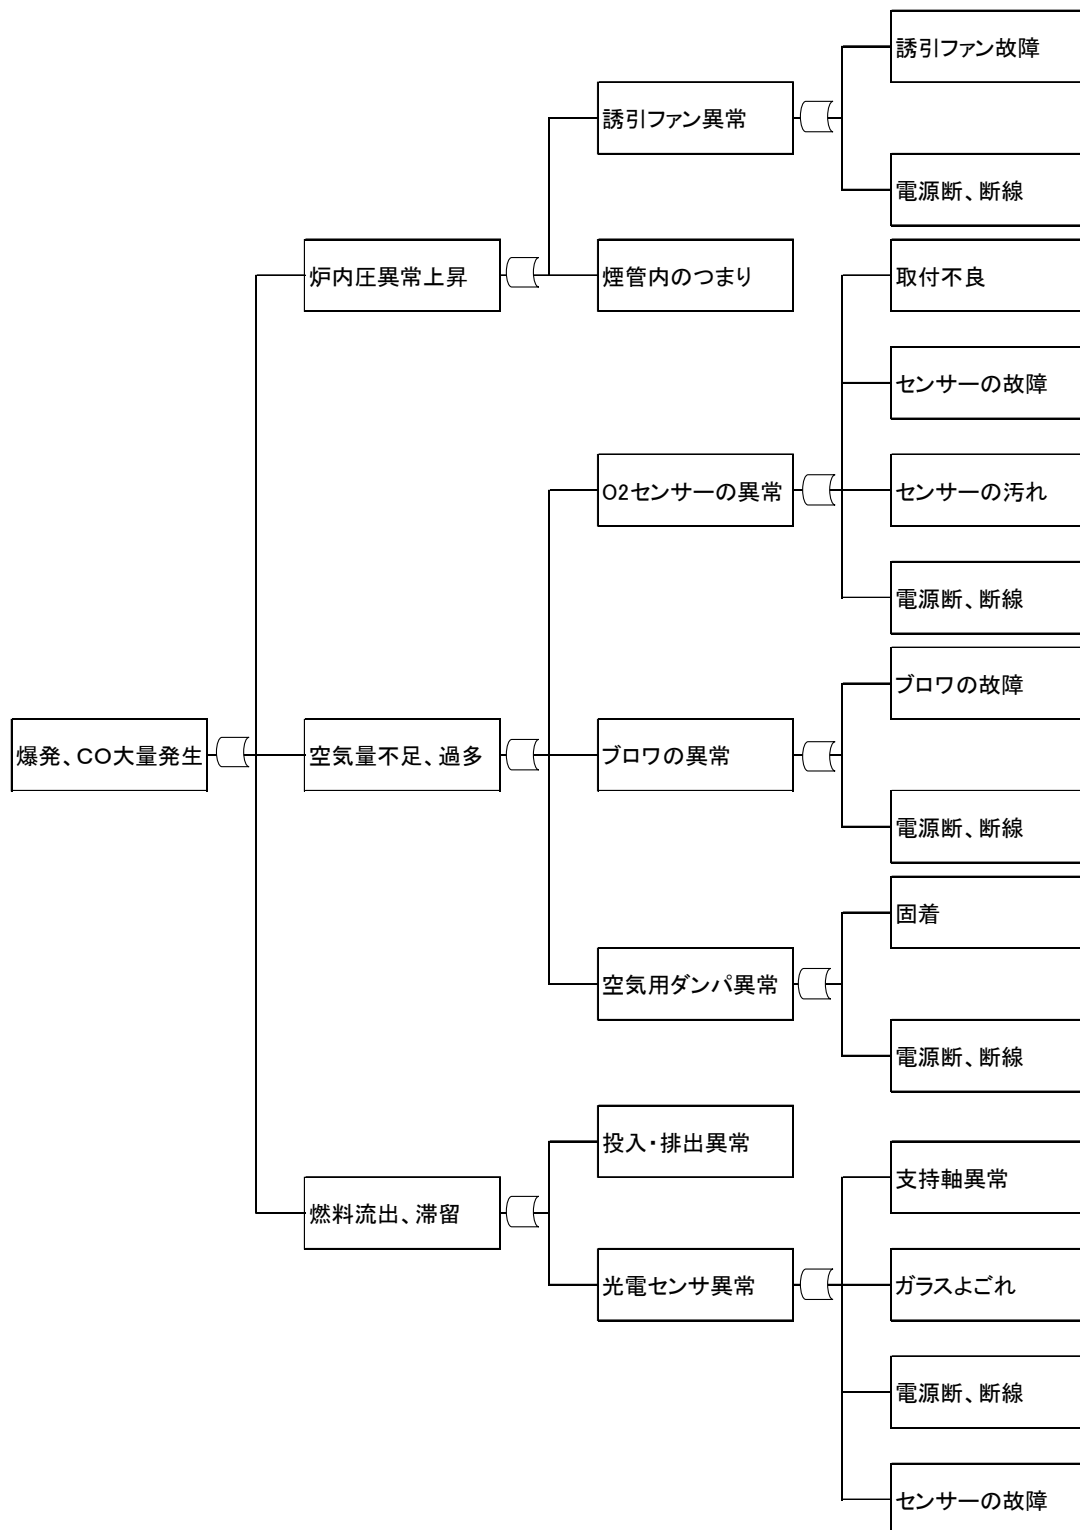 誘引ファン故障
誘引ファン異常
電源断、断線
炉内圧異常上昇
煙管内のつまり
取付不良
センサーの故障
O2センサーの異常
センサーの汚れ
電源断、断線
ブロワの故障
爆発、CO大量発生
空気量不足、過多
ブロワの異常
電源断、断線
固着
空気用ダンパ異常
電源断、断線
投入・排出異常
支持軸異常
燃料流出、滞留
光電センサ異常
ガラスよごれ
電源断、断線
センサーの故障